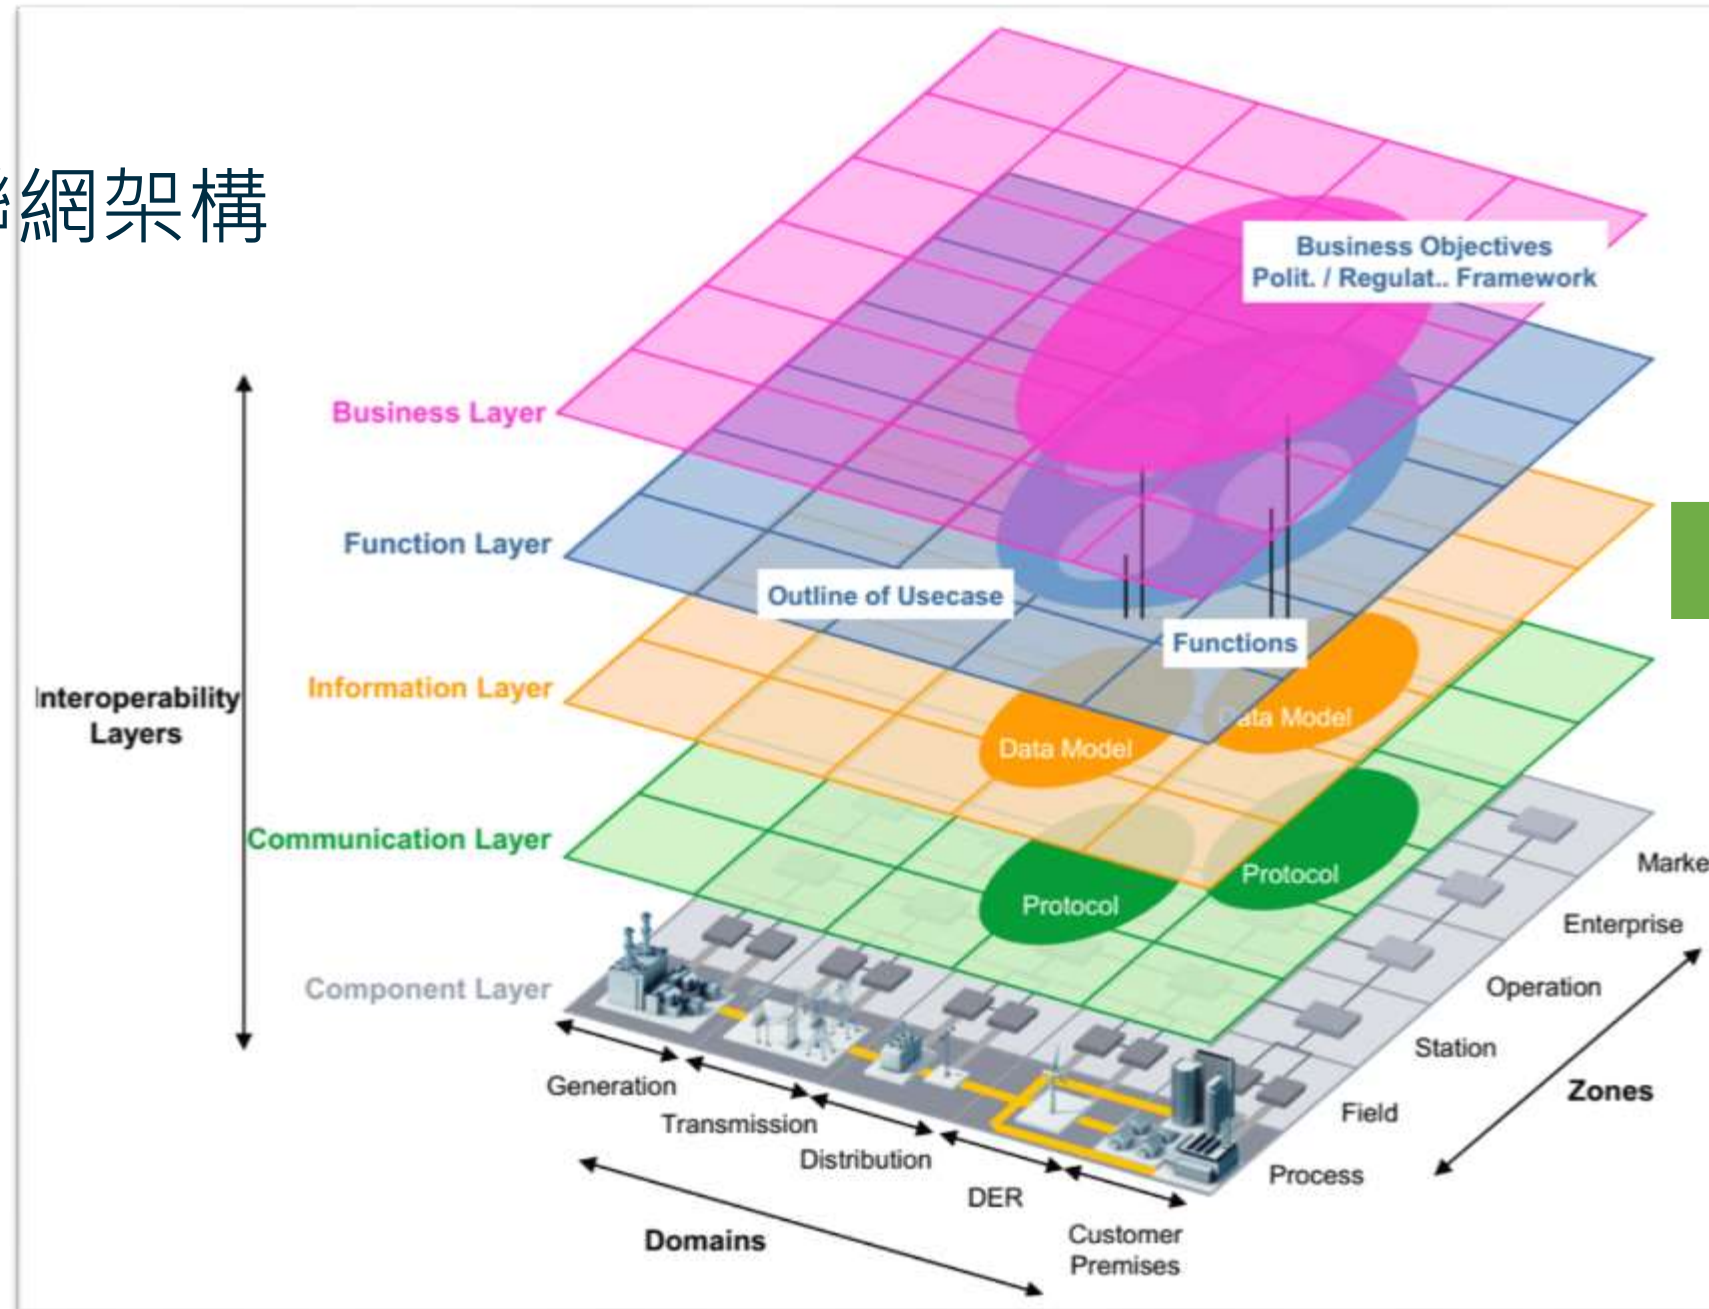 網架構
Business Objectives
Polit. / Regulat.. Framework
Business Layer
Function Layer
Outline of Usecase
Functions
Information Layer
Interoperability
Layers
Data Model
Data Model
Communication Layer
Protocol
Protocol
Component Layer
Marke
Enterprise
Operation
Station
Field
Process
Zones
Generation
Transmission
Distribution
DER
Customer
Premises
Domains